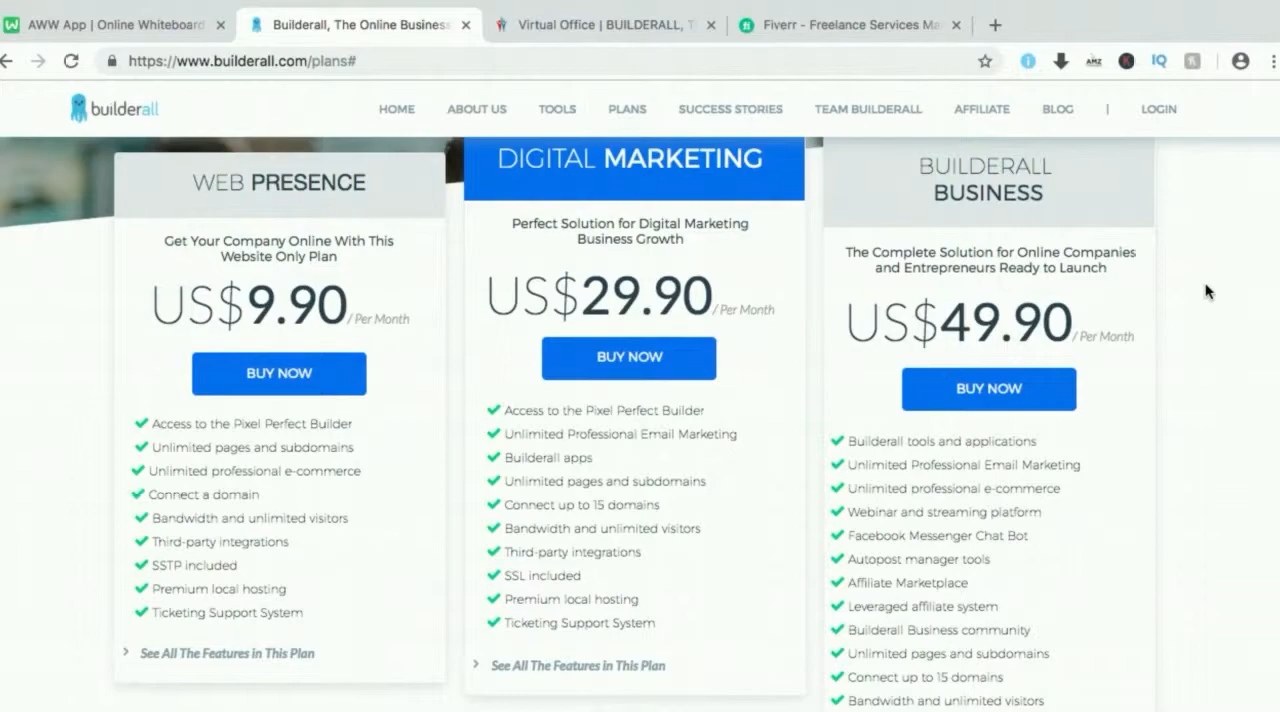 AWW App | Online Whiteboard
Builderall, The Online Business
Virtual Office | BUILDERALL, T
Fiverr - Freelance Services Ma
https://www.builderall.com/plans#
AMZ
K
IQ
builderall
HOME
ABOUT US
TOOLS
PLANS
SUCCESS STORIES
TEAM BUILDERALL
AFFILIATE
BLOG
|
LOGIN
WEB PRESENCE
Get Your Company Online With This
Website Only Plan
US$9.90/ Per Month
BUY NOW
Access to the Pixel Perfect Builder
Unlimited pages and subdomains
Unlimited professional e-commerce
Connect a domain
Bandwidth and unlimited visitors
Third-party integrations
SSTP included
Premium local hosting
Ticketing Support System
See All The Features in This Plan
DIGITAL MARKETING
Perfect Solution for Digital Marketing
Business Growth
US$29.90/ Per Month
BUY NOW
Access to the Pixel Perfect Builder
Unlimited Professional Email Marketing
Builderall apps
Unlimited pages and subdomains
Connect up to 15 domains
Bandwidth and unlimited visitors
Third-party integrations
SSL included
Premium local hosting
Ticketing Support System
See All The Features in This Plan
BUILDERALL
BUSINESS
The Complete Solution for Online Companies
and Entrepreneurs Ready to Launch
US$49.90/ Per Month
BUY NOW
Builderall tools and applications
Unlimited Professional Email Marketing
Unlimited professional e-commerce
Webinar and streaming platform
Facebook Messenger Chat Bot
Autopost manager tools
Affiliate Marketplace
Leveraged affiliate system
Builderall Business community
Unlimited pages and subdomains
Connect up to 15 domains
Bandwidth and unlimited visitors